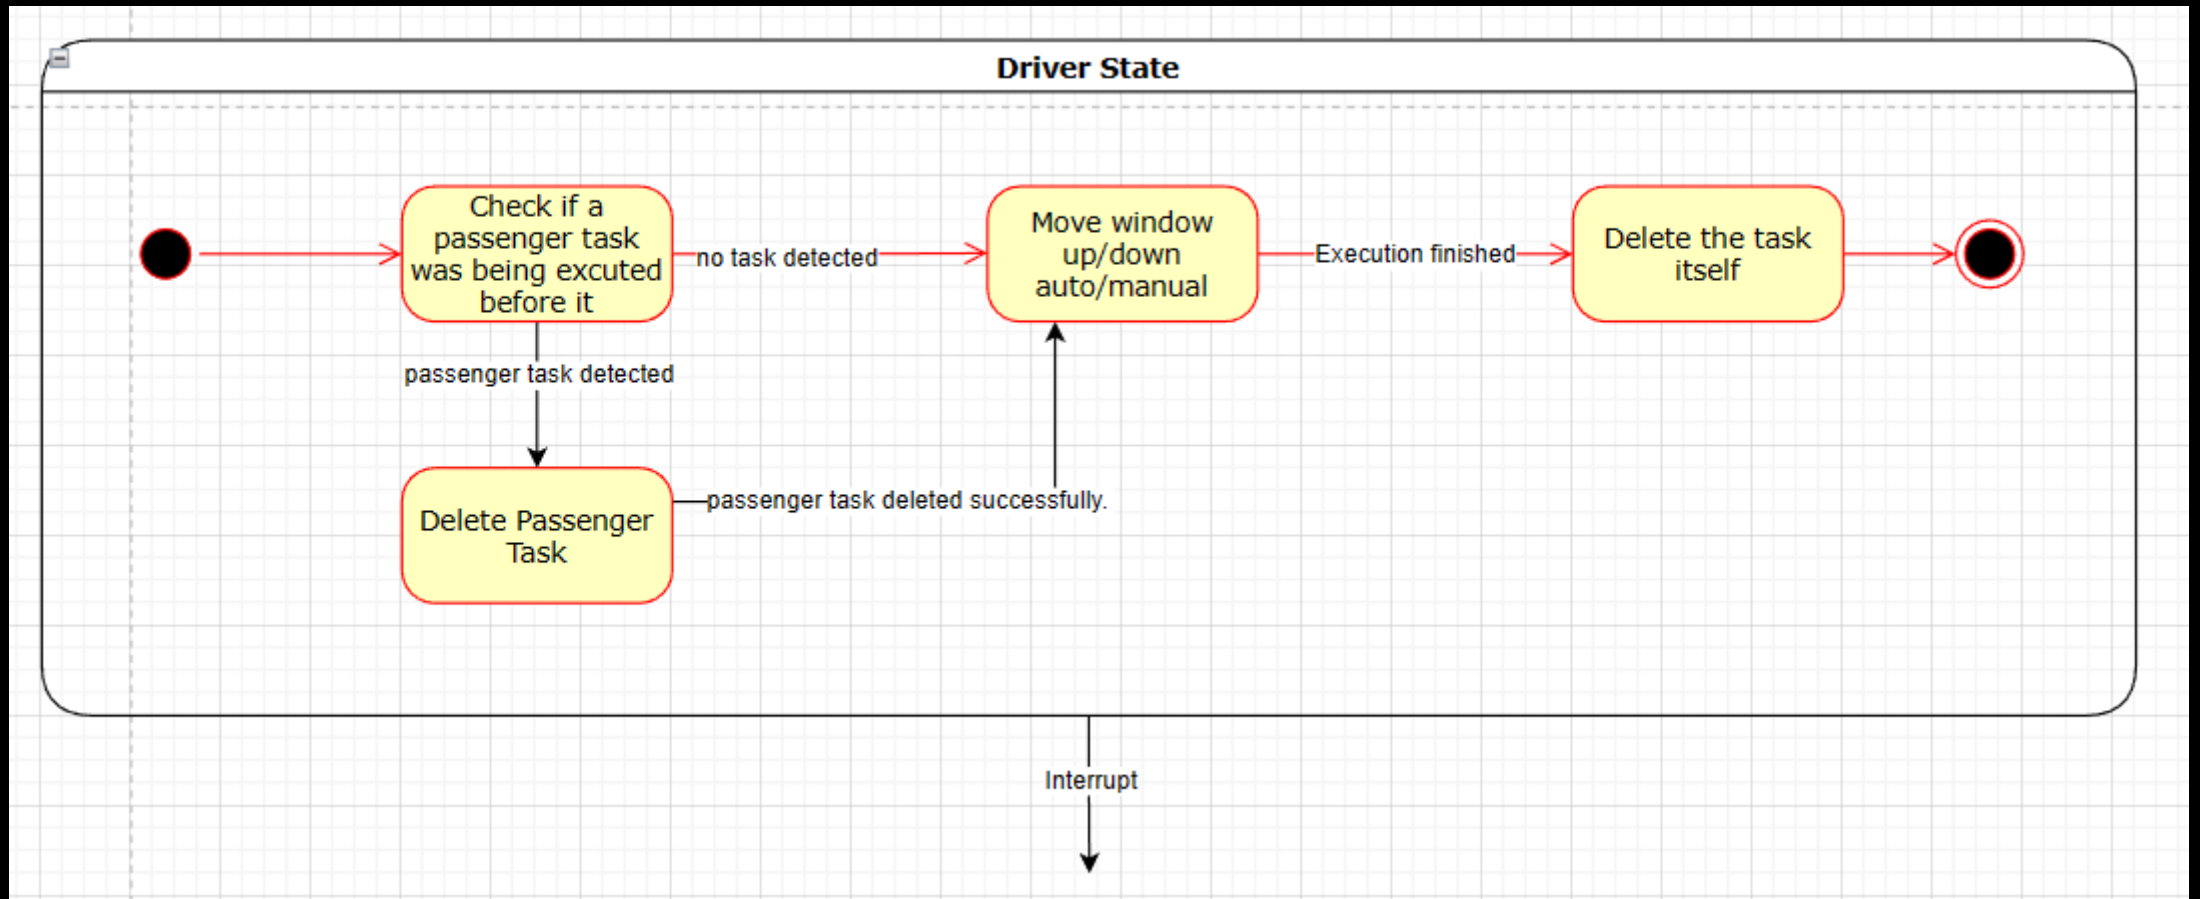 Driver State
Check if a
passenger task
was being excuted
before it
no task detected
Move window
up/down
auto/manual
Execution finished
Delete the task
itself
passenger task detected
Delete Passenger
Task
passenger task deleted successfully.
Interrupt